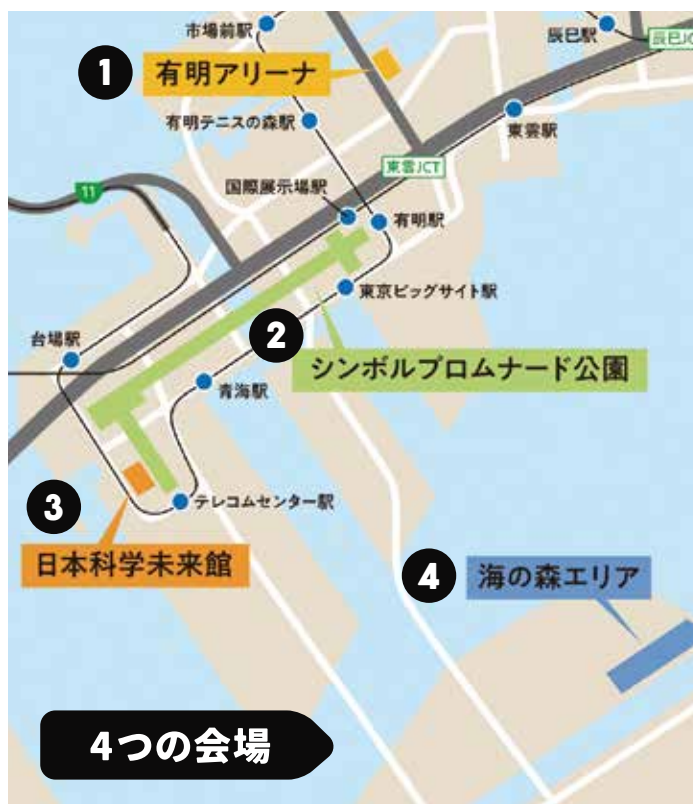 市場前駅
辰巳駅
辰巳JC
1
有明アリーナ
有明テニスの森駅
東雲駅
東雲JCT
11
国際展示場駅
有明駅
東京ビッグサイト駅
台場駅
2
シンボルプロムナード公園
青海駅
3
テレコムセンター駅
日本科学未来館
4
海の森エリア
4つの会場